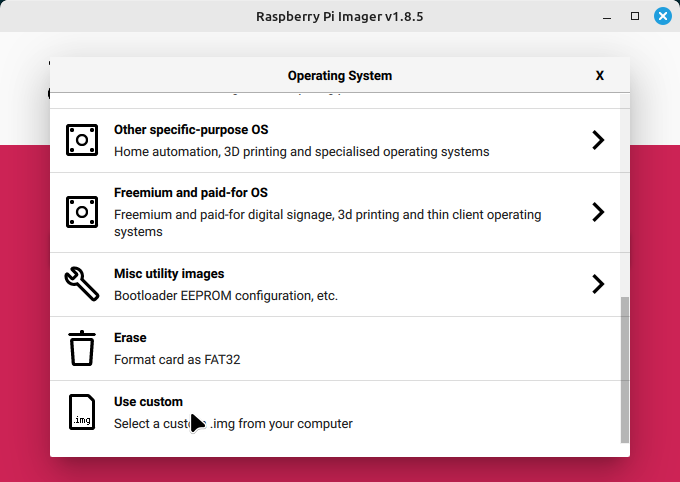 Raspberry Pi Imager v1.8.5
Operating System
X
Other specific-purpose OS
Home automation, 3D printing and specialised operating systems
Freemium and paid-for OS
Freemium and paid-for digital signage, 3d printing and thin client operating
systems
Misc utility images
Bootloader EEPROM configuration, etc.
Erase
Format card as FAT32
Use custom
.img
Select a custom .img from your computer